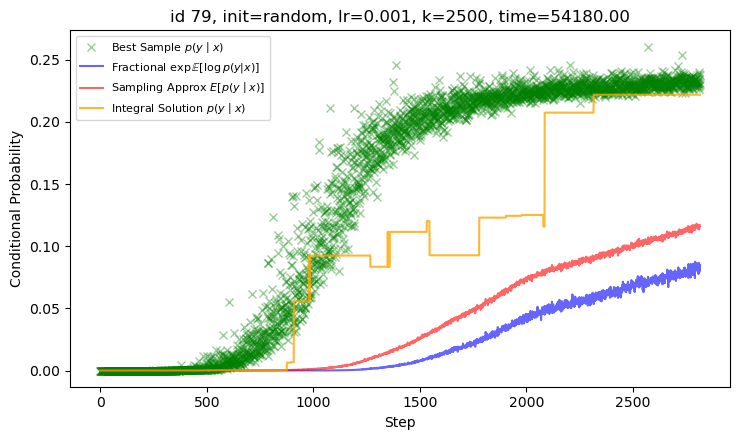 id 79, init=random, lr=0.001, k=2500, time=54180.00
Best Sample p(y | x)
Fractional exp𝔼[log p(y|x)]
Sampling Approx E[p(y | x)]
Integral Solution p(y | x)
Conditional Probability
0.25
0.20
0.15
0.10
0.05
0.00
0 500 1000 1500 2000 2500
Step